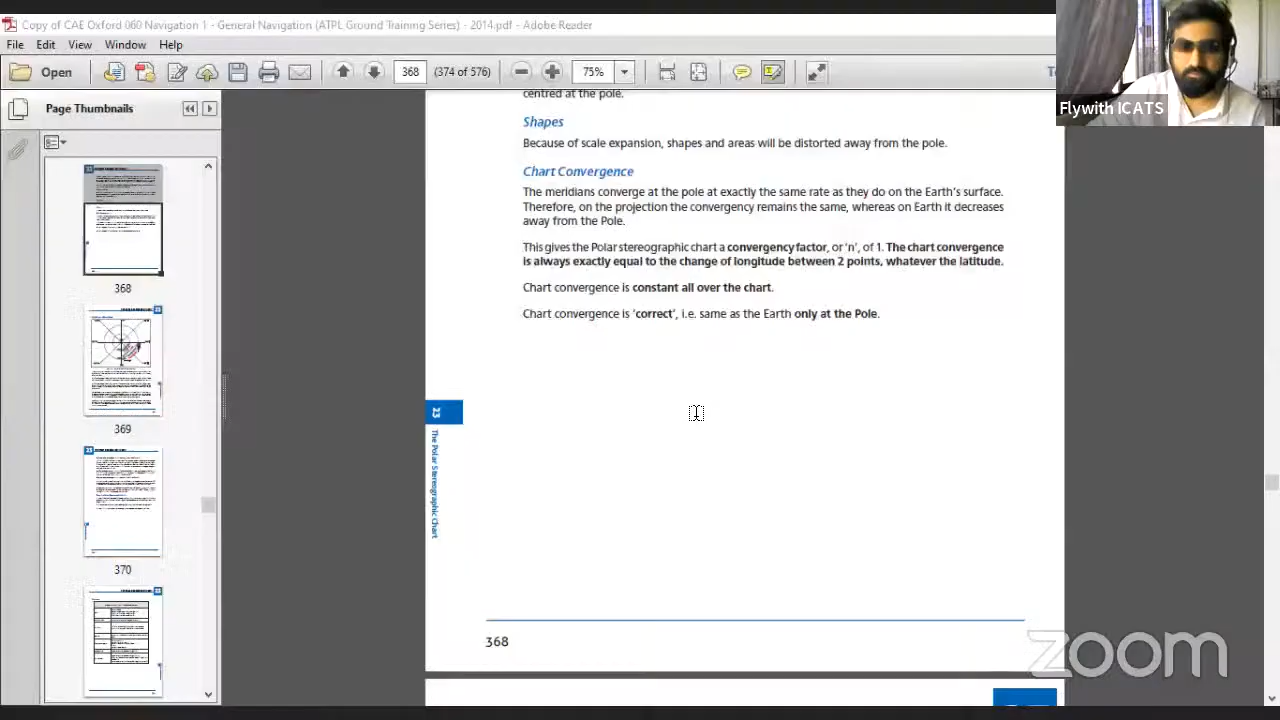 Copy of CAE Oxford 060 Navigation 1 - General Navigation (ATPL Ground Training Series) - 2014.pdf - Adobe Reader
File Edit View Window Help
Open 368 (374 of 576) 75%
Page Thumbnails
Flywith ICATS
centred at the pole.
Shapes
Because of scale expansion, shapes and areas will be distorted away from the pole.
Chart Convergence
The meridians converge at the pole at exactly the same rate as they do on the Earth's surface.
Therefore, on the projection the convergency remains the same, whereas on Earth it decreases
away from the Pole.
This gives the Polar stereographic chart a convergency factor, or 'n', of 1. The chart convergence
is always exactly equal to the change of longitude between 2 points, whatever the latitude.
Chart convergence is constant all over the chart.
Chart convergence is 'correct', i.e. same as the Earth only at the Pole.
23
The Polar Stereographic Chart
368
368
369
370
zoom